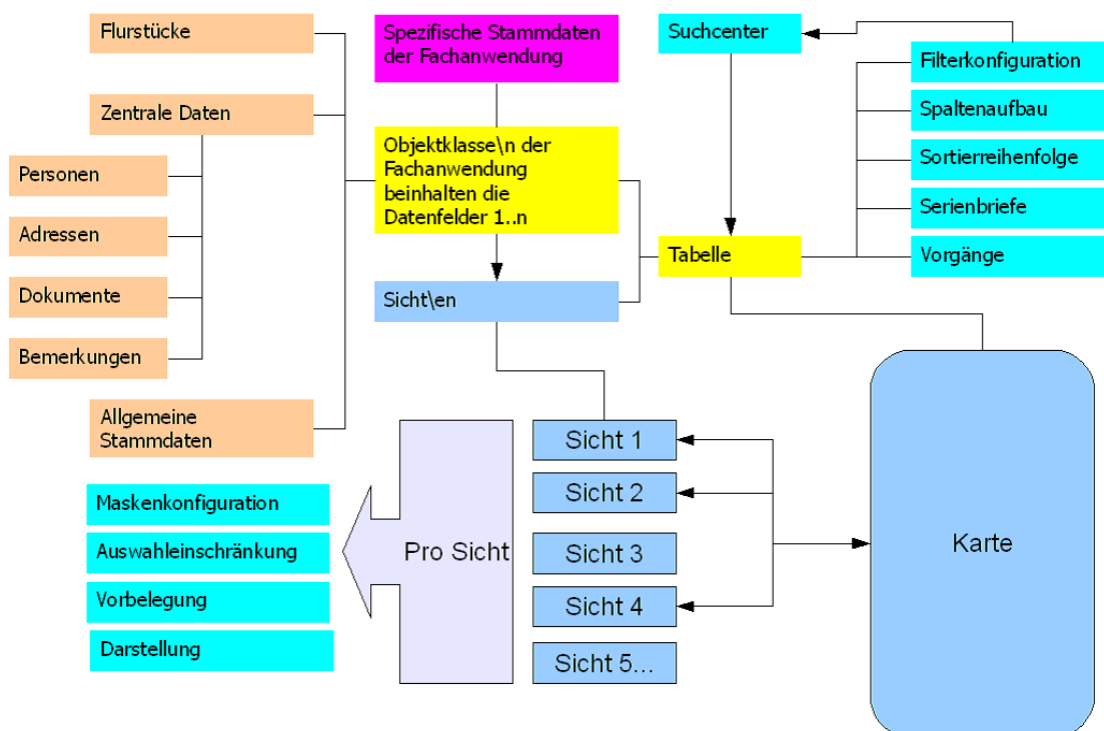 Flurstücke
Zentrale Daten
Personen
Adressen
Dokumente
Bemerkungen
Allgemeine
Stammdaten
Spezifische Stammdaten
der Fachanwendung
Objektklasse\n der
Fachanwendung
beinhalten die
Datenfelder 1..n
Sicht\en
Suchcenter
Tabelle
Filterkonfiguration
Spaltenaufbau
Sortierreihenfolge
Serienbriefe
Vorgänge
Maskenkonfiguration
Auswahleinschränkung
Vorbelegung
Darstellung
Pro Sicht
Sicht 1
Sicht 2
Sicht 3
Sicht 4
Sicht 5...
Karte